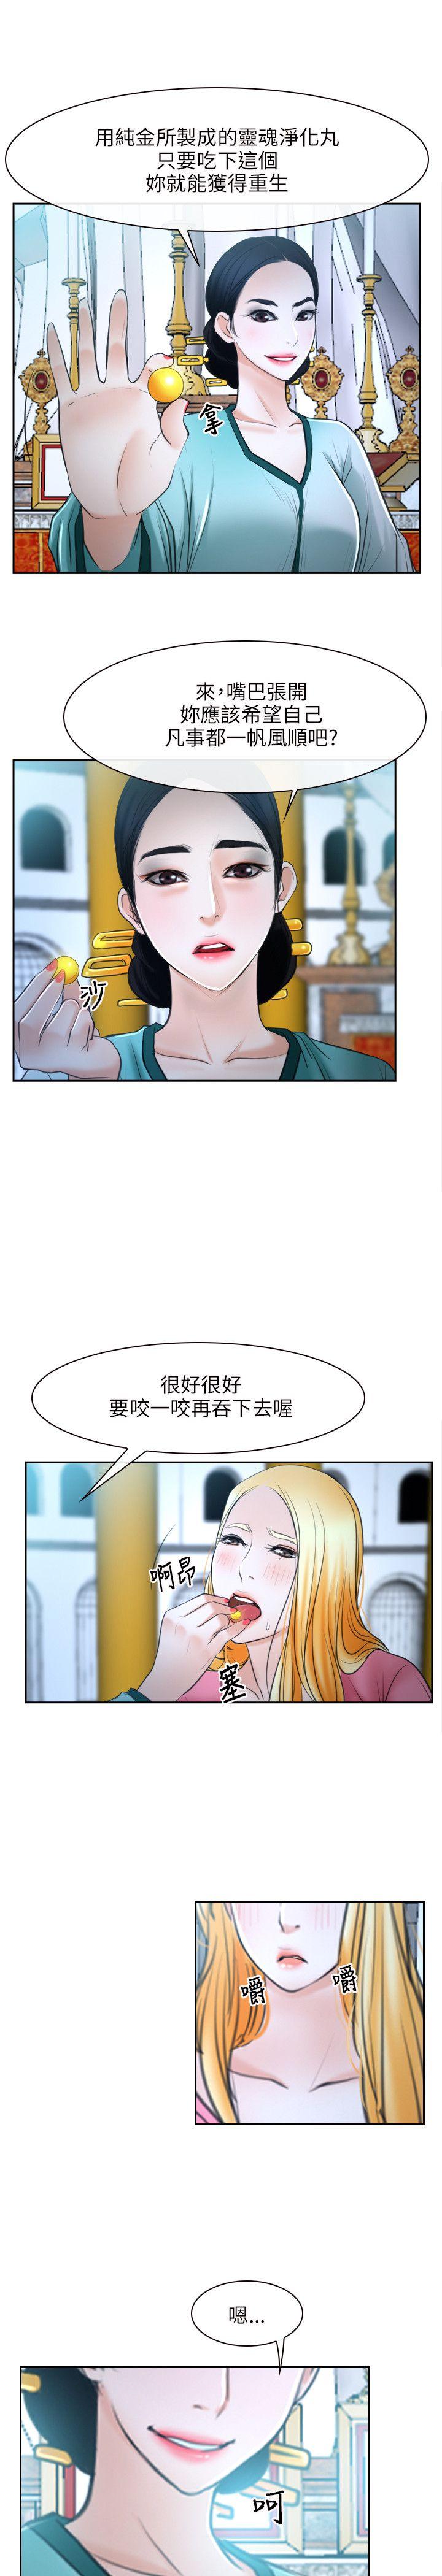 用純金所製成的靈魂淨化丸
只要吃下這個
妳就能獲得重生
拿
來，嘴巴張開
妳應該希望自己
凡事都一帆風順吧?
沙
很好很好
要咬一咬再吞下去喔
啊昂
塞
嚼
嚼
嗯...
呵